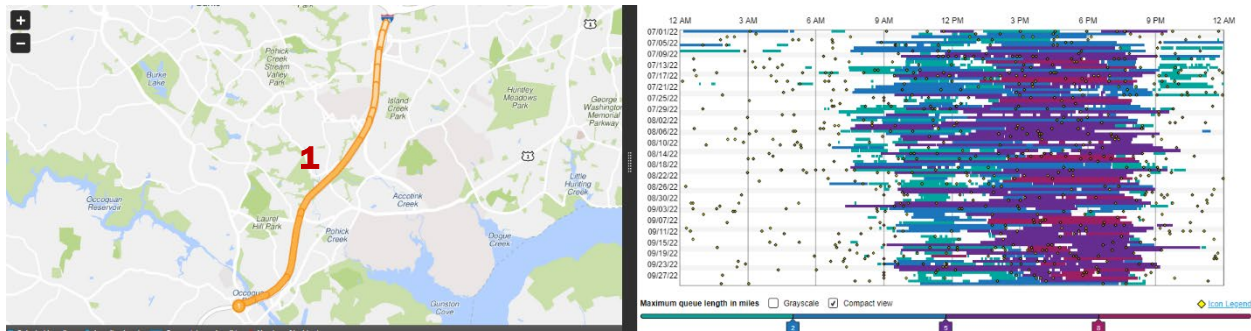 +
−
Burke
Lake
Pohick
Creek
Stream
Valley
Park
Island
Creek
Park
Huntley
Meadows
Park
George
Washington
Memorial
Parkway
1
Occoquan
Reservoir
Laurel
Hill Park
Pohick
Creek
Accotink
Creek
Dogue
Creek
Little
Hunting
Creek
Gunston
Cove
12 AM 3 AM 6 AM 9 AM 12 PM 3 PM 6 PM 9 PM 12 AM
07/01/22
07/05/22
07/09/22
07/13/22
07/17/22
07/21/22
07/25/22
07/29/22
08/02/22
08/06/22
08/10/22
08/14/22
08/18/22
08/22/22
08/26/22
08/30/22
09/03/22
09/07/22
09/11/22
09/15/22
09/19/22
09/23/22
09/27/22
Maximum queue length in miles Grayscale Compact view Icon Legend
2 5 8